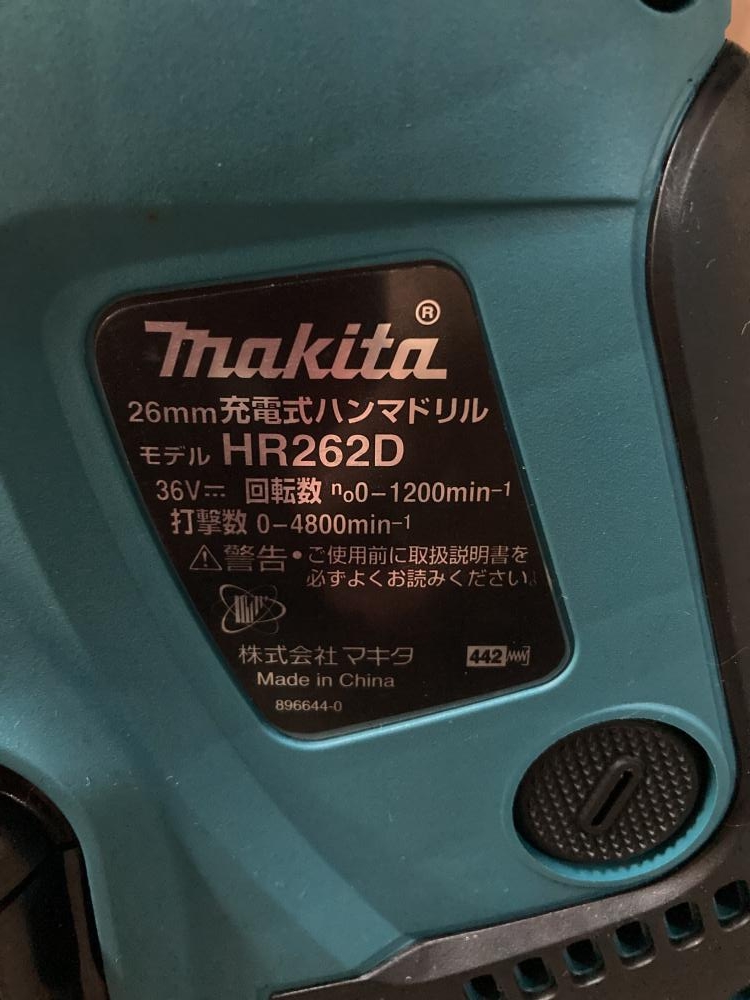 makita®
26mm充電式ハンマドリル
モデル HR262D
36V⎓ 回転数 n₀0-1200min⁻¹
打撃数 0-4800min⁻¹
⚠警告・ご使用前に取扱説明書を
必ずよくお読みください。
株式会社 マキタ 442
Made in China
896644-0